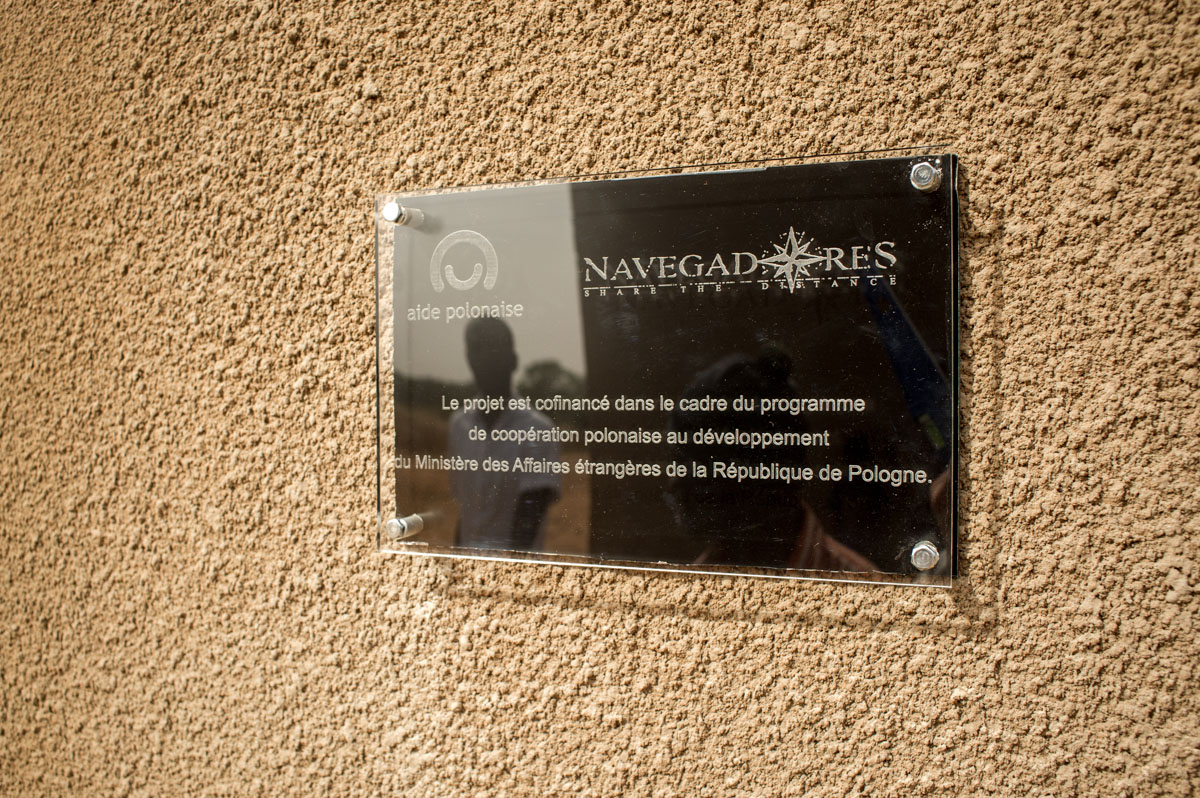 aide polonaise
NAVEGADORES
SHARE THE DISTANCE
Le projet est cofinancé dans le cadre du programme
de coopération polonaise au développement
du Ministère des Affaires étrangères de la République de Pologne.